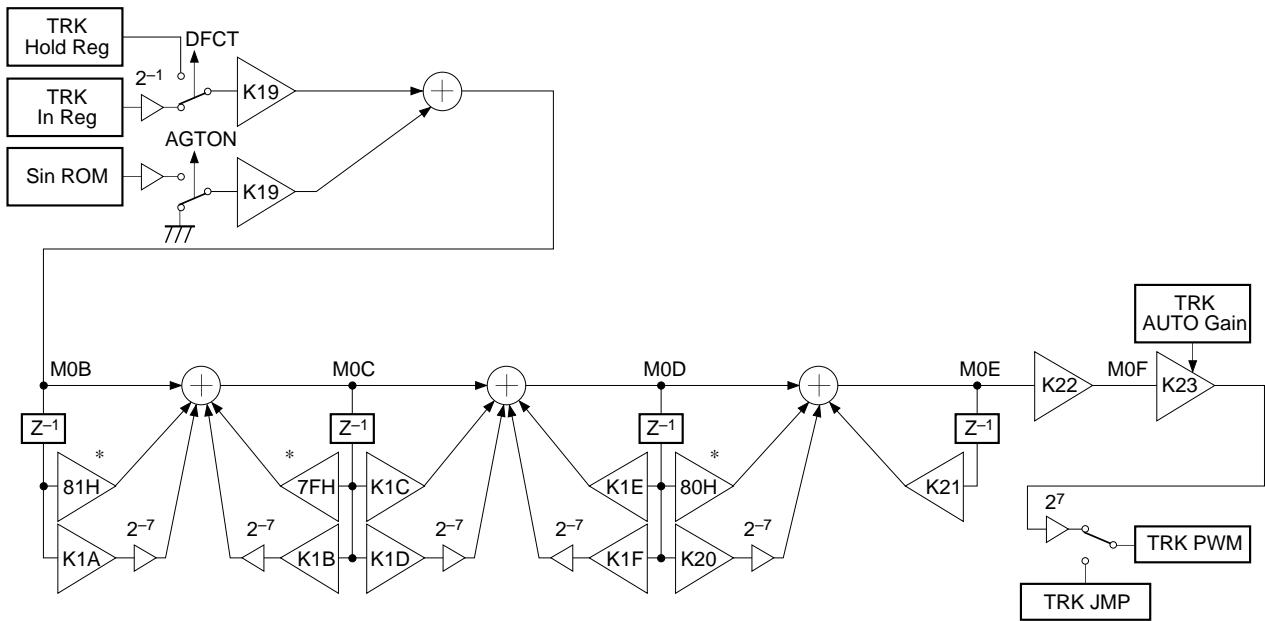 TRK
Hold Reg
DFCT
2–1
K19
TRK
In Reg
AGTON
Sin ROM
K19
TRK
AUTO Gain
M0B
M0C
M0D
M0E
K22
M0F
K23
Z–1
Z–1
Z–1
Z–1
*
*
*
81H
7FH
K1C
K1E
80H
K21
2–7
2–7
2–7
2–7
2–7
K1A
K1B
K1D
K1F
K20
27
TRK PWM
TRK JMP